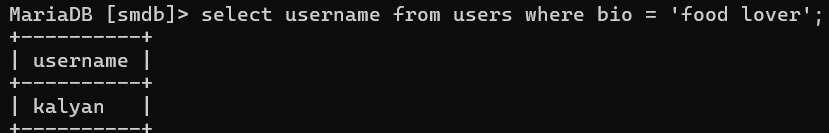 MariaDB [smdb]> select username from users where bio = 'food lover';
+----------+
| username |
+----------+
| kalyan   |
+----------+